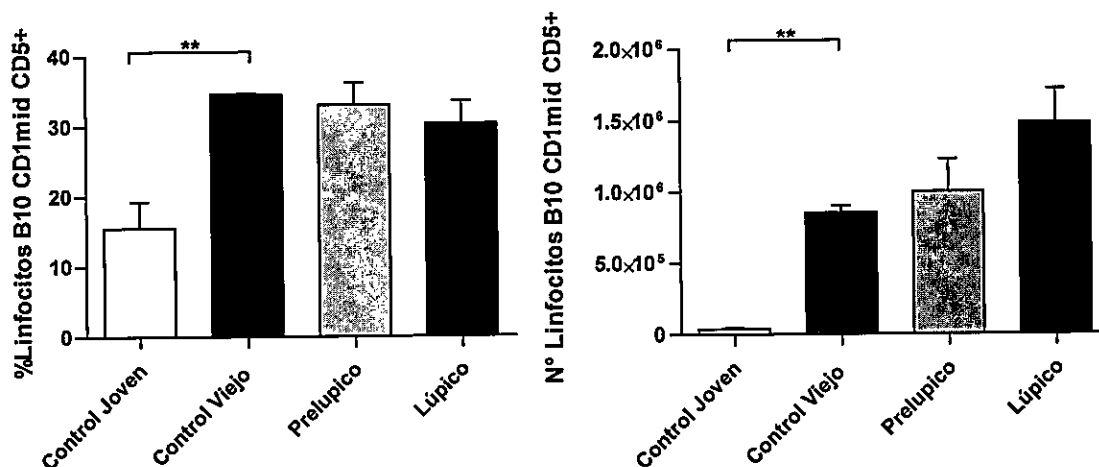 %Linfocitos B10 CD1mid CD5+
40
30
20
10
0
**
Control Joven
Control Viejo
Prelupico
Lúpico
N° Linfocitos B10 CD1mid CD5+
2.0×10⁶
1.5×10⁶
1.0×10⁶
5.0×10⁵
0
**
Control Joven
Control Viejo
Prelupico
Lúpico